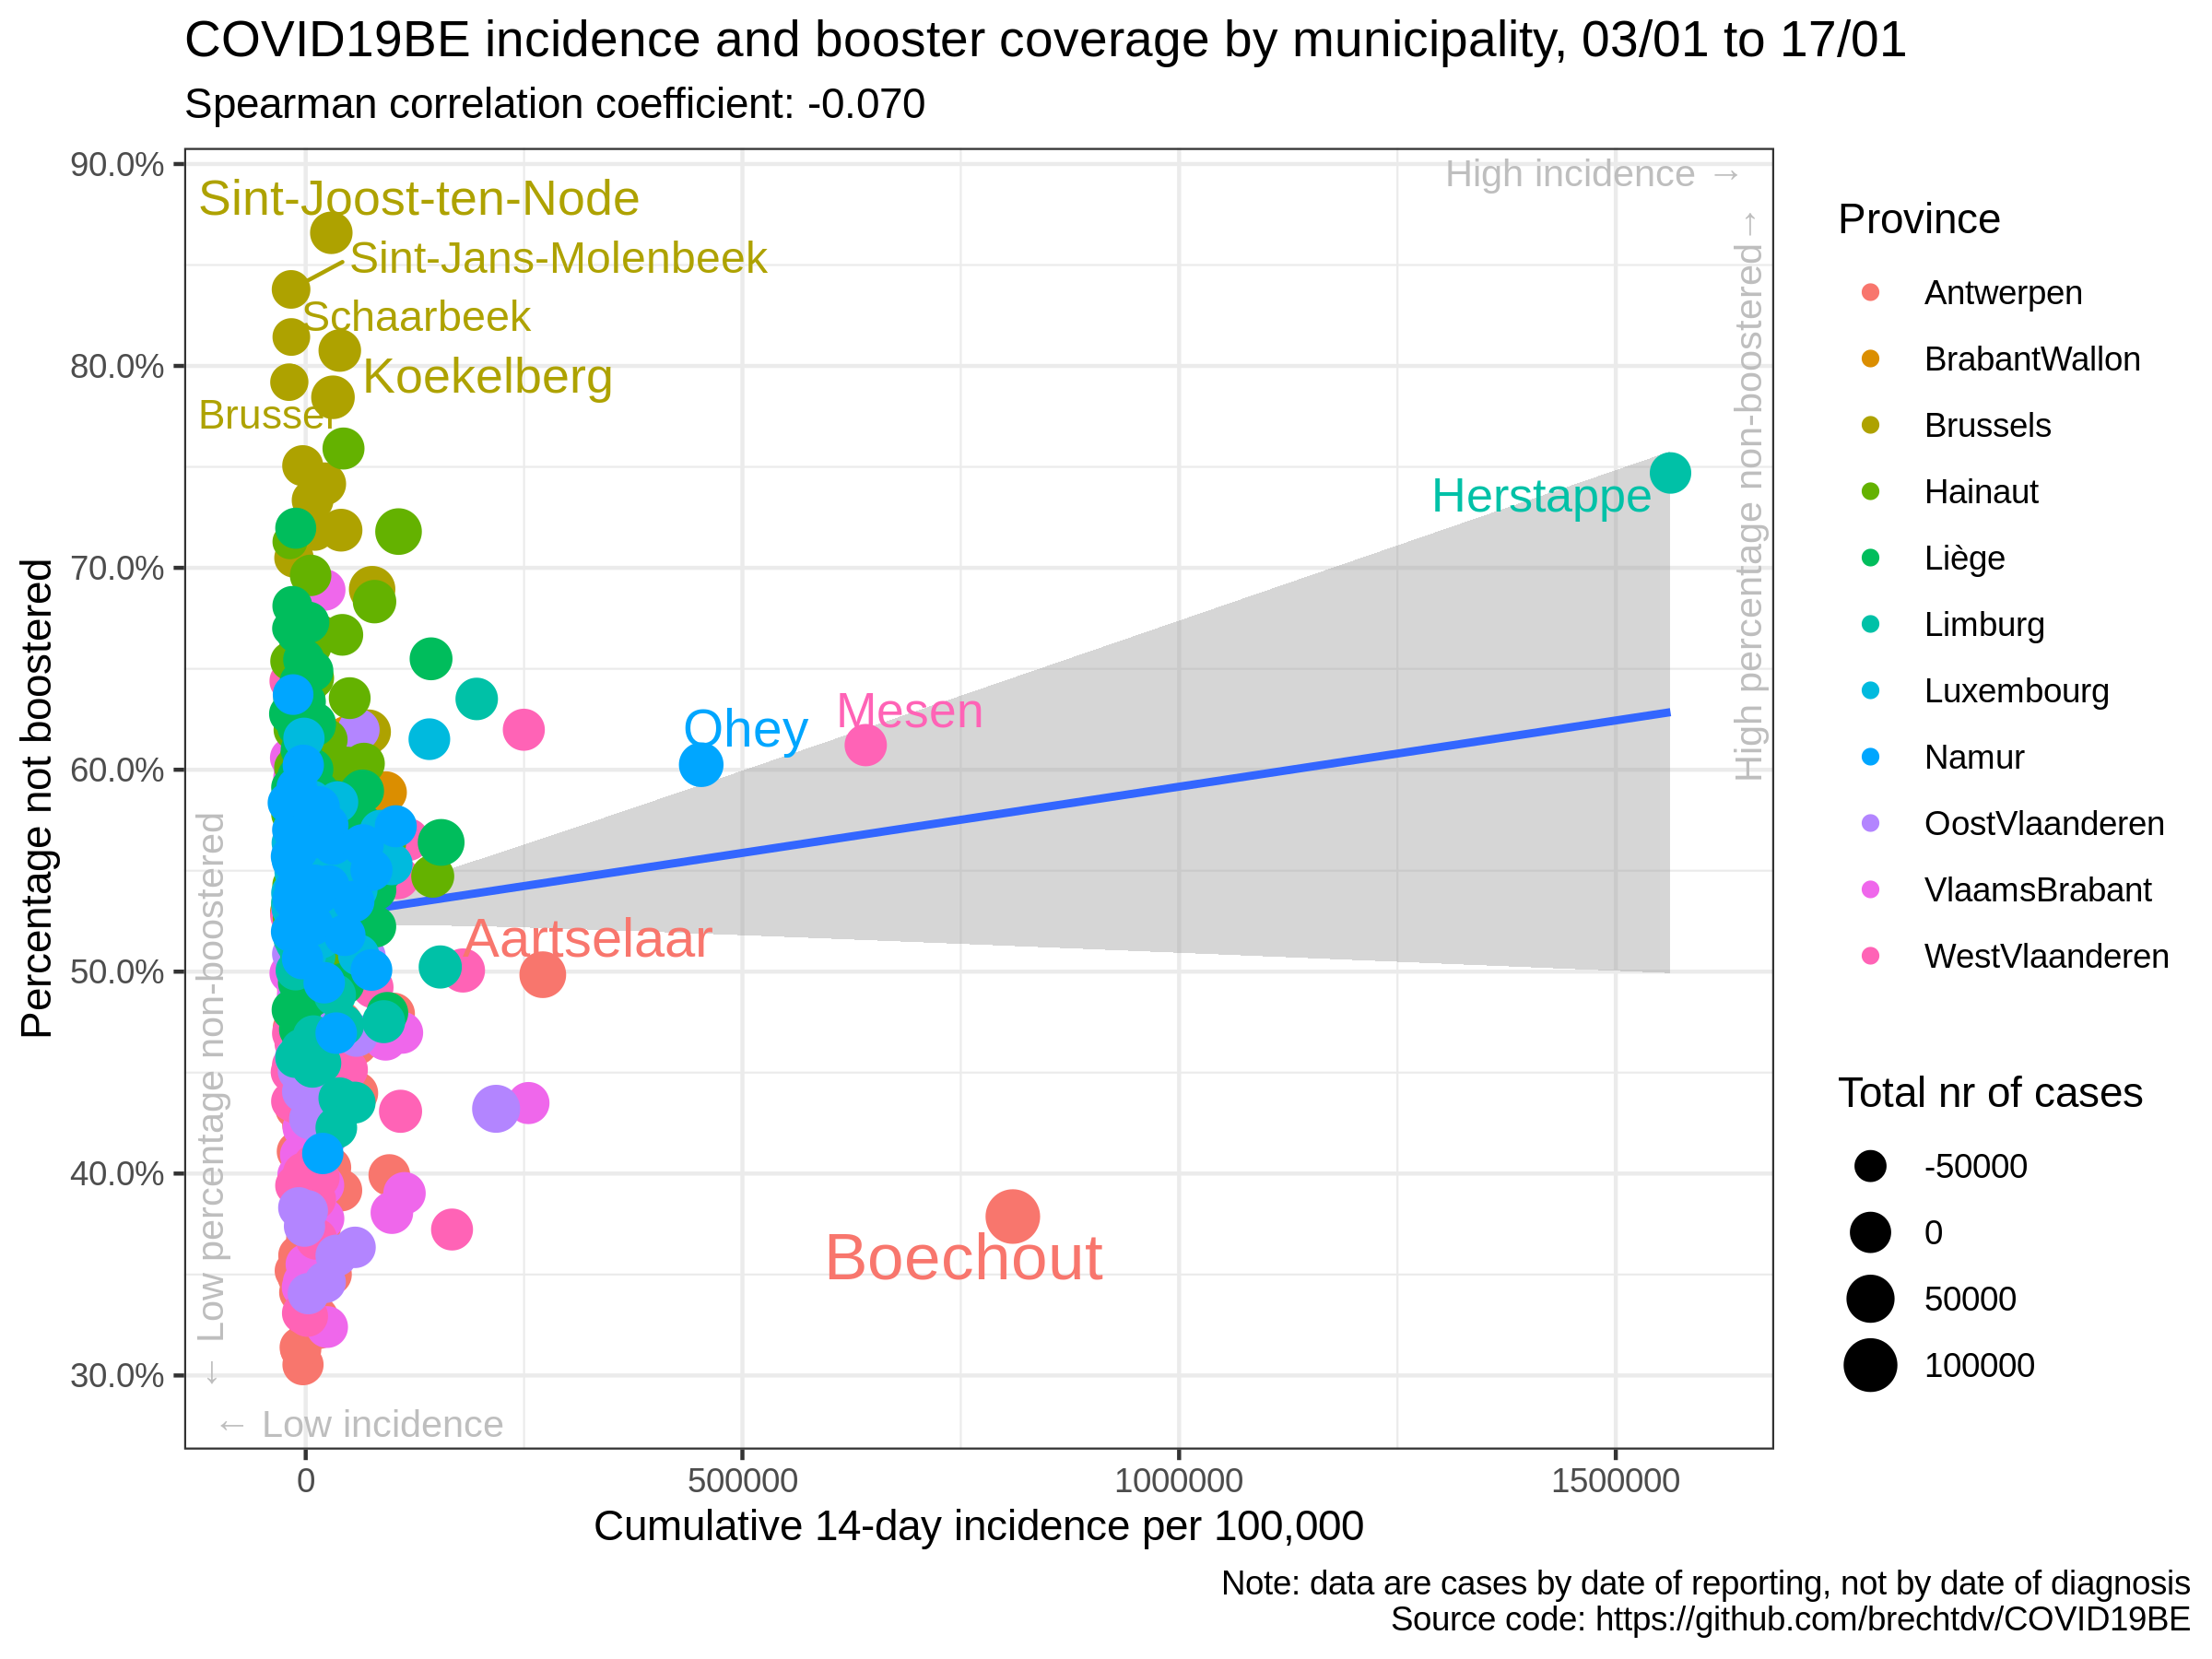 COVID19BE incidence and booster coverage by municipality, 03/01 to 17/01
Spearman correlation coefficient: -0.070
Percentage not boostered
90.0%
80.0%
70.0%
60.0%
50.0%
40.0%
30.0%
High incidence →
High percentage non-boostered →
← Low percentage non-boostered
← Low incidence
Sint-Joost-ten-Node
Sint-Jans-Molenbeek
Schaarbeek
Koekelberg
Brussel
Herstappe
Mesen
Ohey
Aartselaar
Boechout
0
500000
1000000
1500000
Cumulative 14-day incidence per 100,000
Province
Antwerpen
BrabantWallon
Brussels
Hainaut
Liège
Limburg
Luxembourg
Namur
OostVlaanderen
VlaamsBrabant
WestVlaanderen
Total nr of cases
-50000
0
50000
100000
Note: data are cases by date of reporting, not by date of diagnosis
Source code: https://github.com/brechtdv/COVID19BE